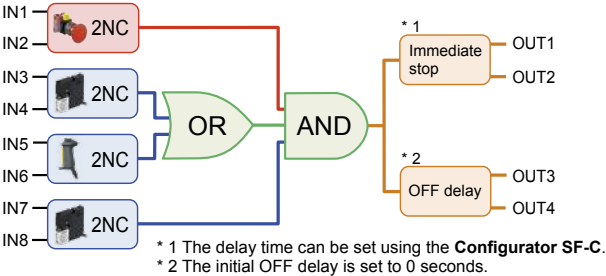 IN1
IN2
2NC
IN3
IN4
2NC
IN5
IN6
2NC
IN7
IN8
2NC
OR
AND
* 1
Immediate
stop
OUT1
OUT2
* 2
OFF delay
OUT3
OUT4
* 1 The delay time can be set using the Configurator SF-C.
* 2 The initial OFF delay is set to 0 seconds.